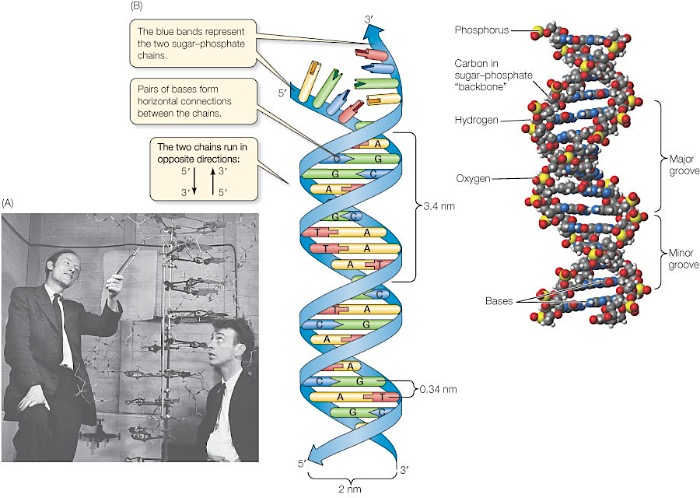 (B)
3′
The blue bands represent
the two sugar–phosphate
chains.
5′
Pairs of bases form
horizontal connections
between the chains.
The two chains run in
opposite directions:
5′ 3′
3′ 5′
A
C G
G C
A
G C
T A
T A
A T
C
T A
C G
A
A
C G
A T
G C
3.4 nm
0.34 nm
5′
3′
2 nm
(A)
Phosphorus
Carbon in
sugar–phosphate
“backbone”
Hydrogen
Oxygen
Bases
Major
groove
Minor
groove